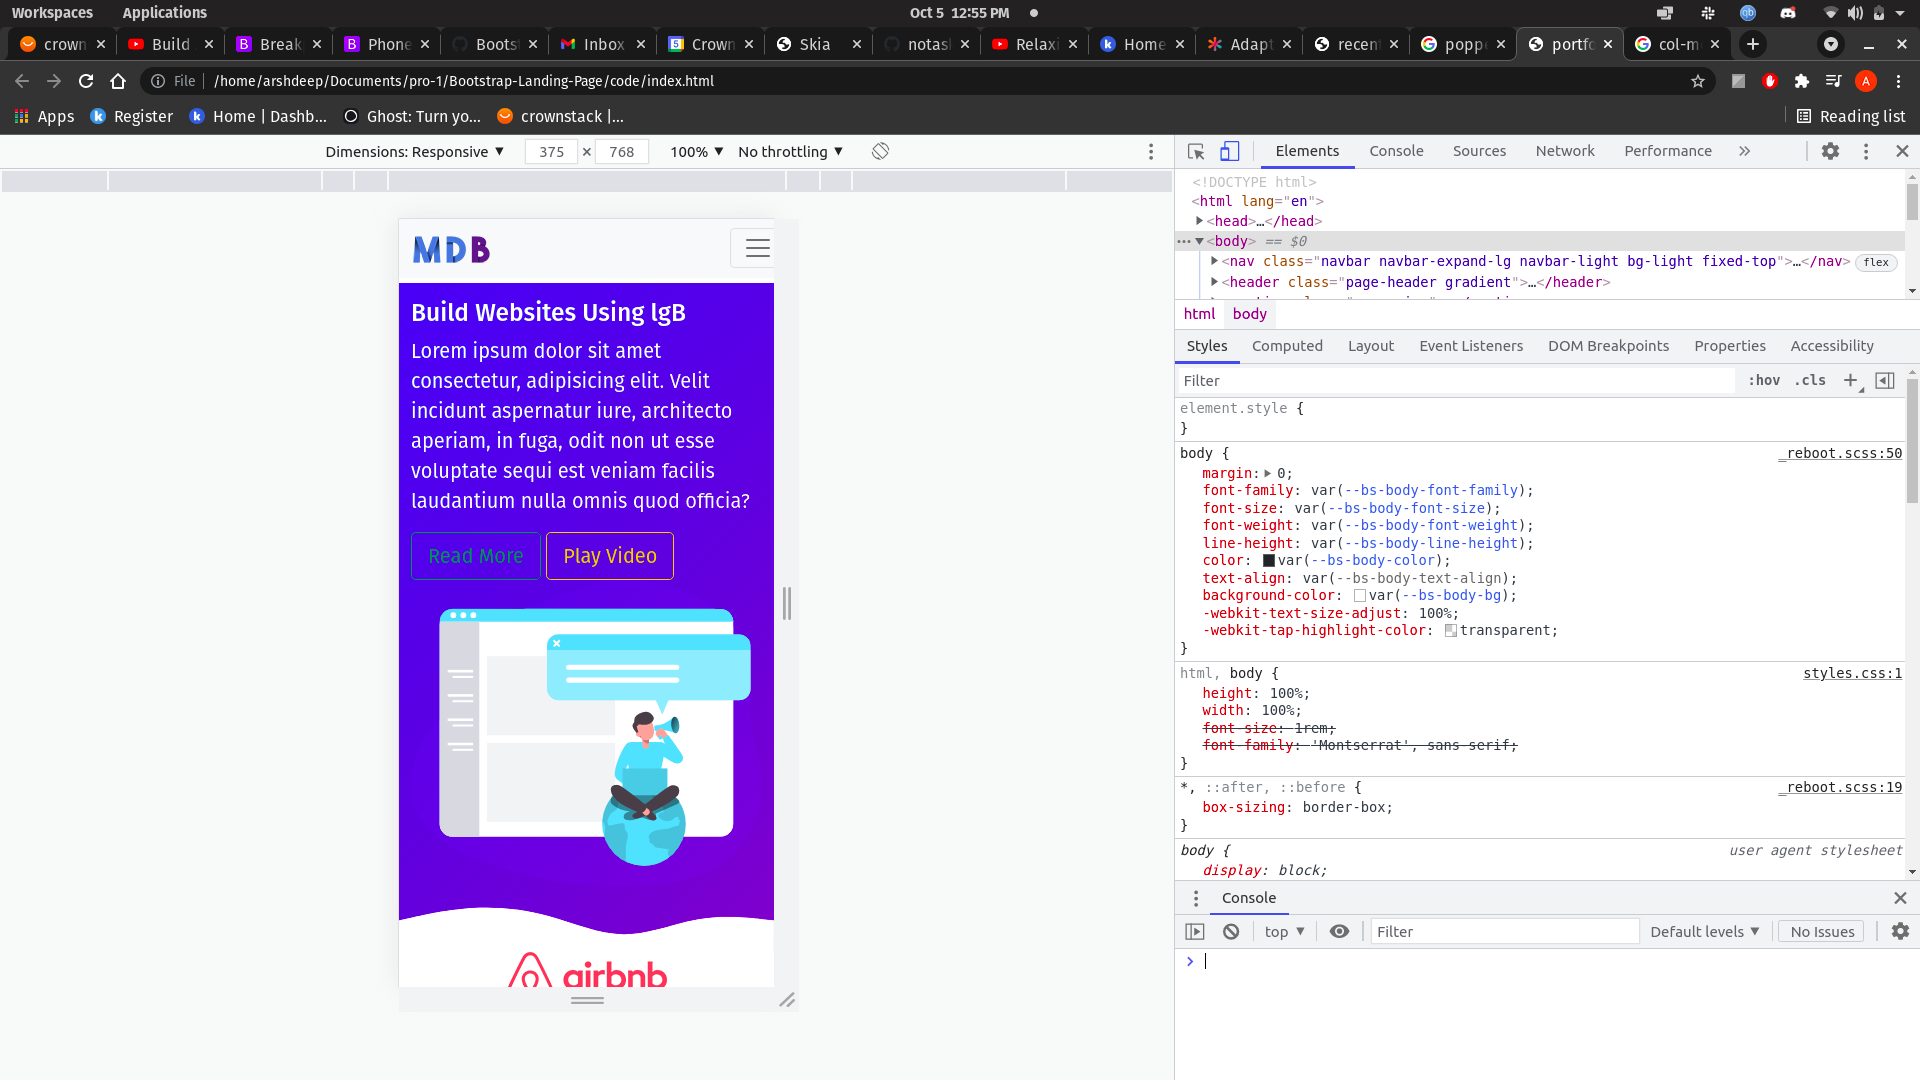 Workspaces Applications Oct 5 12:55 PM
crown Build Break Phone Boots Inbox Crown Skia notas Relaxi Home Adapt recent poppe portfo col-m
File /home/arshdeep/Documents/pro-1/Bootstrap-Landing-Page/code/index.html A
Apps Register Home | Dashb... Ghost: Turn yo... crownstack |... Reading list
Dimensions: Responsive ▼ 375 × 768 100% ▼ No throttling ▼
MDB
Build Websites Using lgB
Lorem ipsum dolor sit amet
consectetur, adipisicing elit. Velit
incidunt aspernatur iure, architecto
aperiam, in fuga, odit non ut esse
voluptate sequi est veniam facilis
laudantium nulla omnis quod officia?
Read More Play Video
airbnb
Elements Console Sources Network Performance »
<!DOCTYPE html>
<html lang="en">
▶<head>…</head>
…▼<body> == $0
▶<nav class="navbar navbar-expand-lg navbar-light bg-light fixed-top">…</nav> flex
▶<header class="page-header gradient">…</header>
html body
Styles Computed Layout Event Listeners DOM Breakpoints Properties Accessibility
Filter :hov .cls +
element.style {
}
body { _reboot.scss:50
margin:▶ 0;
font-family: var(--bs-body-font-family);
font-size: var(--bs-body-font-size);
font-weight: var(--bs-body-font-weight);
line-height: var(--bs-body-line-height);
color: var(--bs-body-color);
text-align: var(--bs-body-text-align);
background-color: var(--bs-body-bg);
-webkit-text-size-adjust: 100%;
-webkit-tap-highlight-color: transparent;
}
html, body { styles.css:1
height: 100%;
width: 100%;
font-size: 1rem;
font-family: 'Montserrat', sans-serif;
}
*, ::after, ::before { _reboot.scss:19
box-sizing: border-box;
}
body { user agent stylesheet
display: block;
Console
top ▼ Filter Default levels ▼ No Issues
>